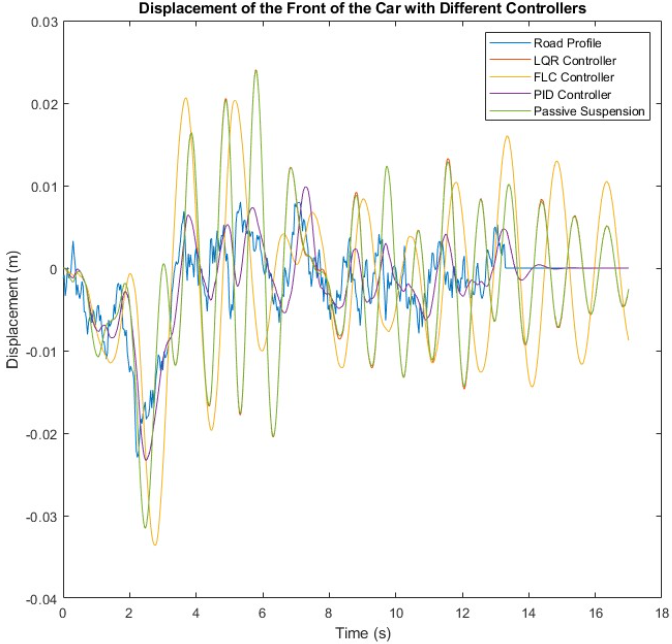 Displacement of the Front of the Car with Different Controllers
0.03
0.02
0.01
0
-0.01
-0.02
-0.03
-0.04
Displacement (m)
Road Profile
LQR Controller
FLC Controller
PID Controller
Passive Suspension
0 2 4 6 8 10 12 14 16 18
Time (s)